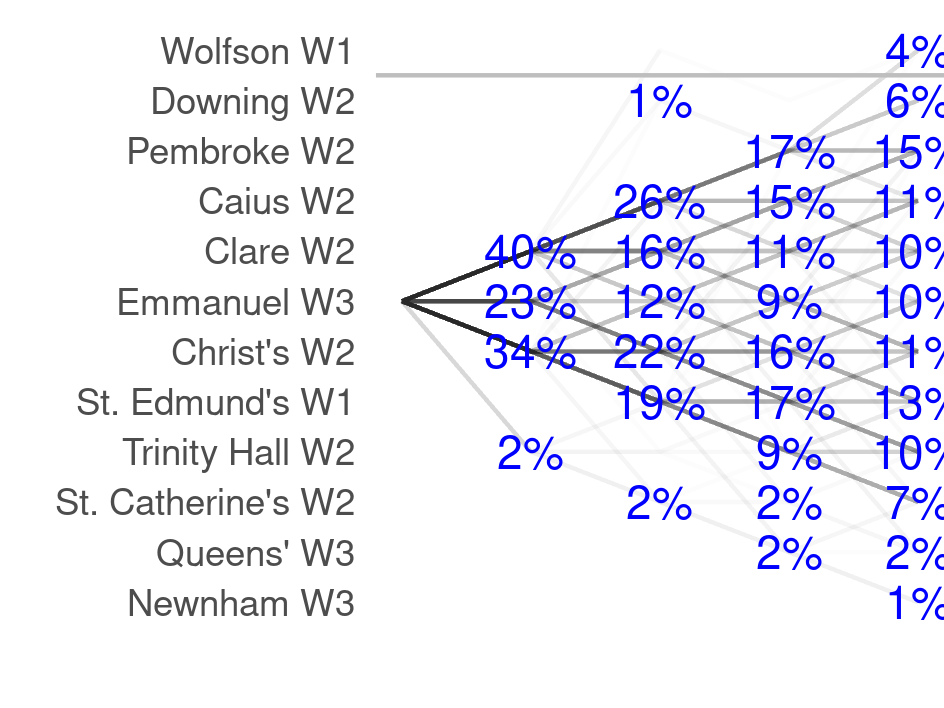 Wolfson W1 4%
Downing W2 1% 6%
Pembroke W2 17% 15%
Caius W2 26% 15% 11%
Clare W2 40% 16% 11% 10%
Emmanuel W3 23% 12% 9% 10%
Christ's W2 34% 22% 16% 11%
St. Edmund's W1 19% 17% 13%
Trinity Hall W2 2% 9% 10%
St. Catherine's W2 2% 2% 7%
Queens' W3 2% 2%
Newnham W3 1%